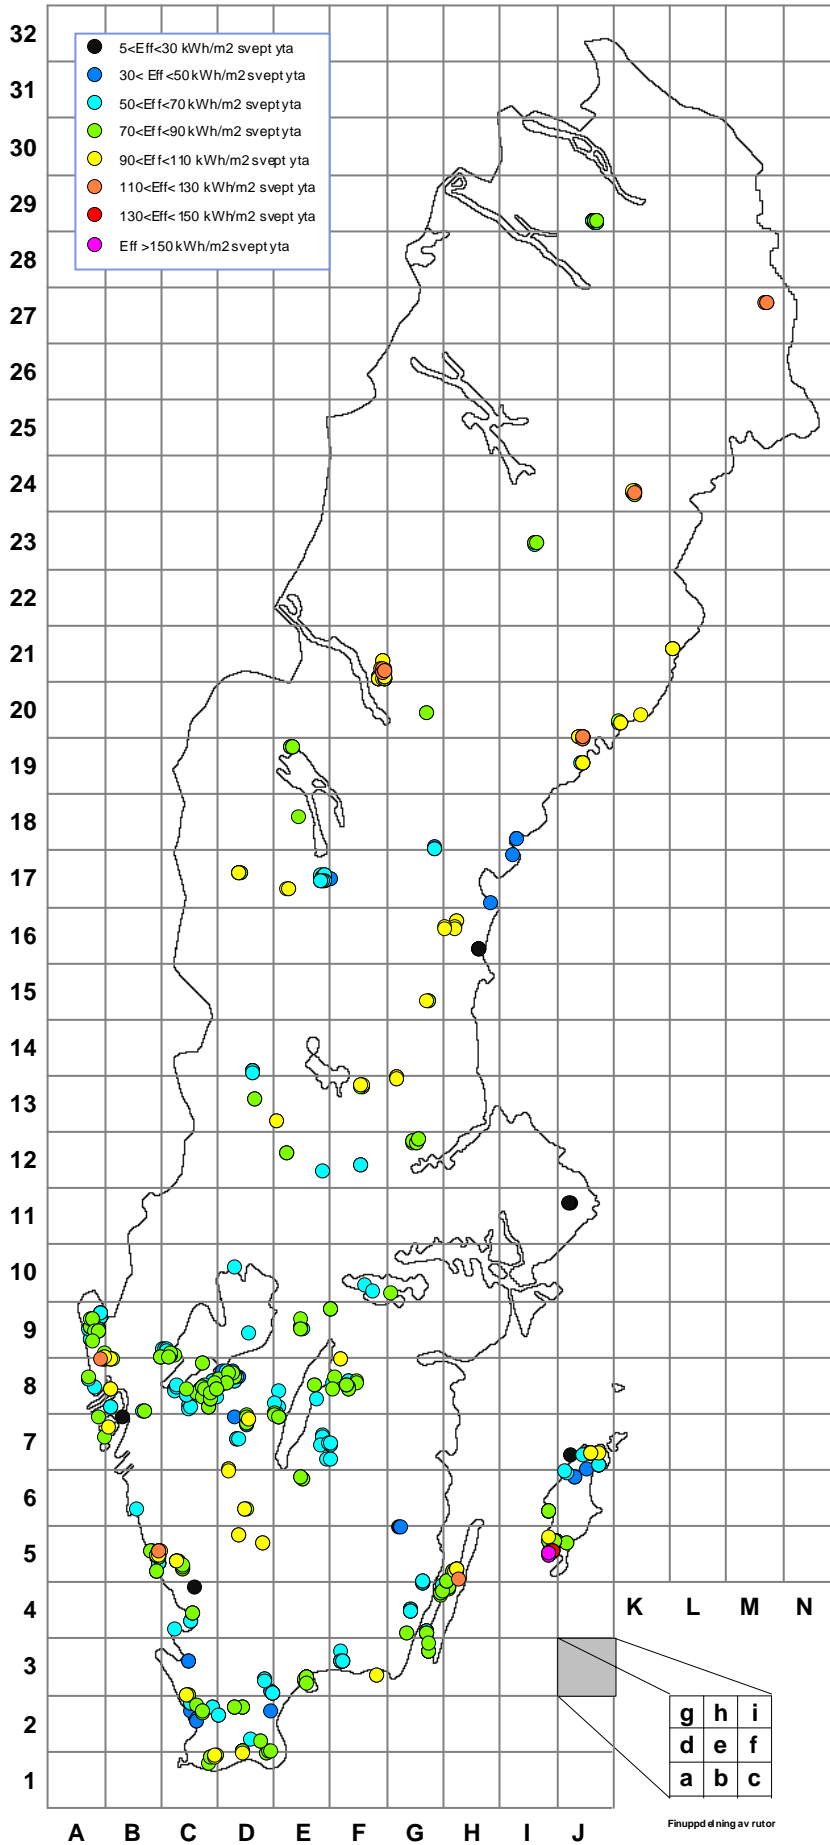 32
31
30
29
28
27
26
25
24
23
22
21
20
19
18
17
16
15
14
13
12
11
10
9
8
7
6
5
4
3
2
1
5<Eff<30 kWh/m2 svept yta
30< Eff <50 kWh/m2 svept yta
50<Eff<70 kWh/m2 svept yta
70<Eff<90 kWh/m2 svept yta
90<Eff<110 kWh/m2 svept yta
110<Eff<130 kWh/m2 svept yta
130<Eff<150 kWh/m2 svept yta
Eff >150 kWh/m2 svept yta
K L M N
g h i
d e f
a b c
Finuppdelning av rutor
A B C D E F G H I J